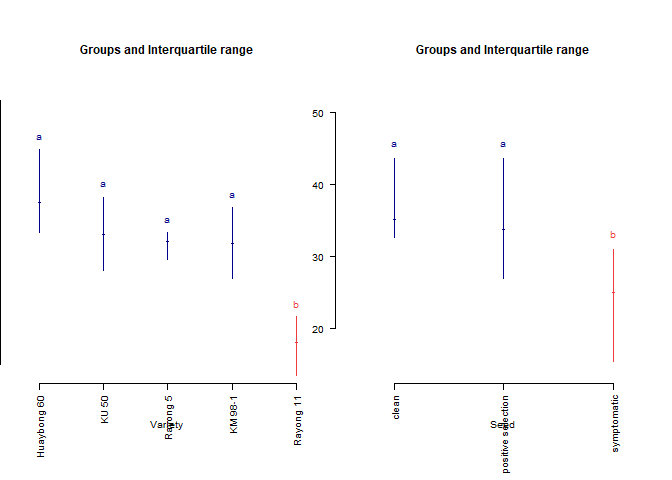 Groups and Interquartile range
a
a
a
a
b
Huaybong 60
KU 50
Rayong 5
KM 98-1
Rayong 11
Variety
Groups and Interquartile range
50
40
30
20
a
a
b
clean
positive selection
symptomatic
Seed